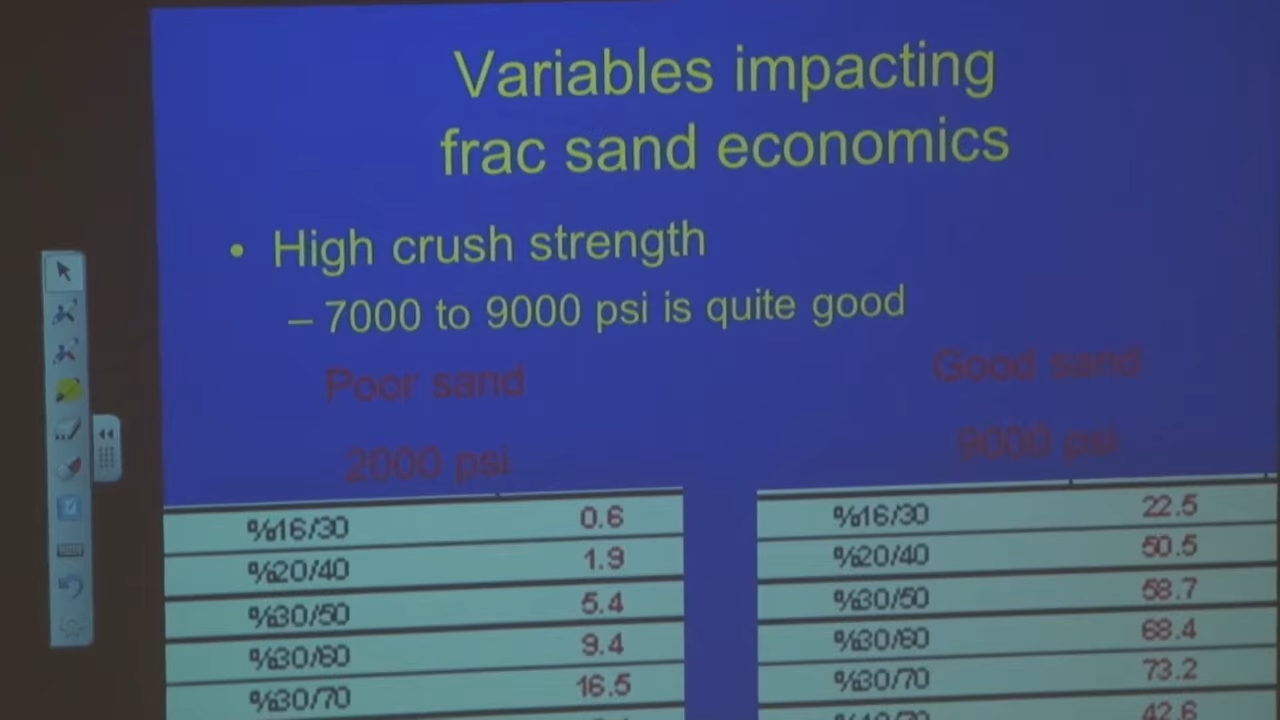 Variables impacting
frac sand economics
• High crush strength
– 7000 to 9000 psi is quite good
Poor sand
2000 psi
%16/30 0.6
%20/40 1.9
%30/50 5.4
%30/60 9.4
%30/70 16.5
Good sand
9000 psi
%16/30 22.5
%20/40 50.5
%30/50 58.7
%30/60 68.4
%30/70 73.2
42.6